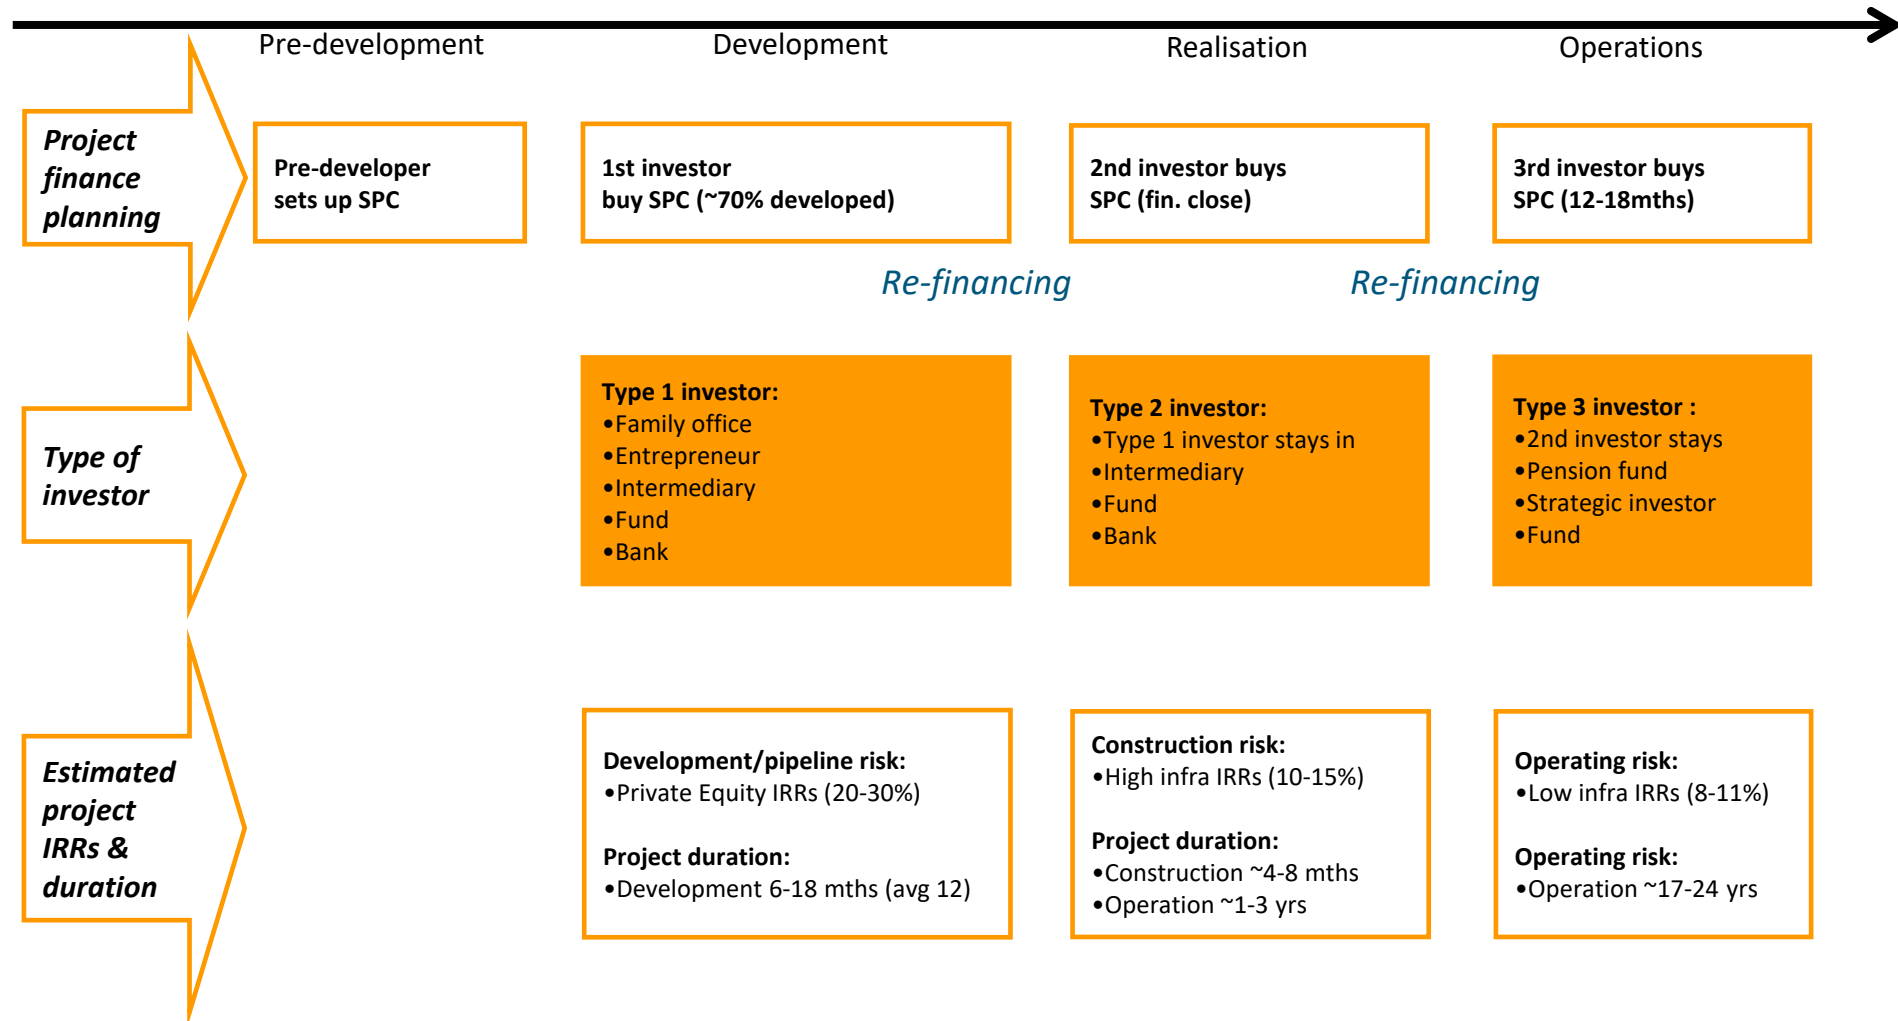 Pre-development
Development
Realisation
Operations
Project
finance
planning
Pre-developer
sets up SPC
1st investor
buy SPC (~70% developed)
2nd investor buys
SPC (fin. close)
3rd investor buys
SPC (12-18mths)
Re-financing
Re-financing
Type of
investor
Type 1 investor:
•Family office
•Entrepreneur
•Intermediary
•Fund
•Bank
Type 2 investor:
•Type 1 investor stays in
•Intermediary
•Fund
•Bank
Type 3 investor :
•2nd investor stays
•Pension fund
•Strategic investor
•Fund
Estimated
project
IRRs &
duration
Development/pipeline risk:
•Private Equity IRRs (20-30%)
Project duration:
•Development 6-18 mths (avg 12)
Construction risk:
•High infra IRRs (10-15%)
Project duration:
•Construction ~4-8 mths
•Operation ~1-3 yrs
Operating risk:
•Low infra IRRs (8-11%)
Operating risk:
•Operation ~17-24 yrs